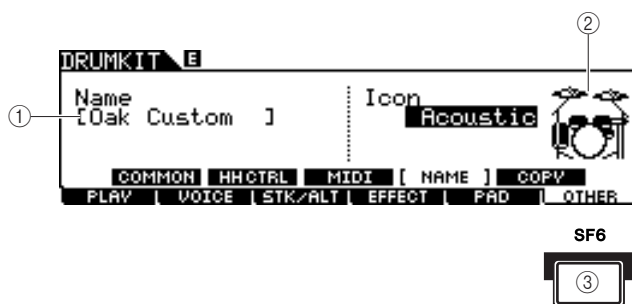 ②
DRUMKIT E
Name
Icon
① [Oak Custom ]
Acoustic
COMMON HHCTRL MIDI [ NAME ] COPY
PLAY VOICE STK/ALT EFFECT PAD OTHER
SF6
③